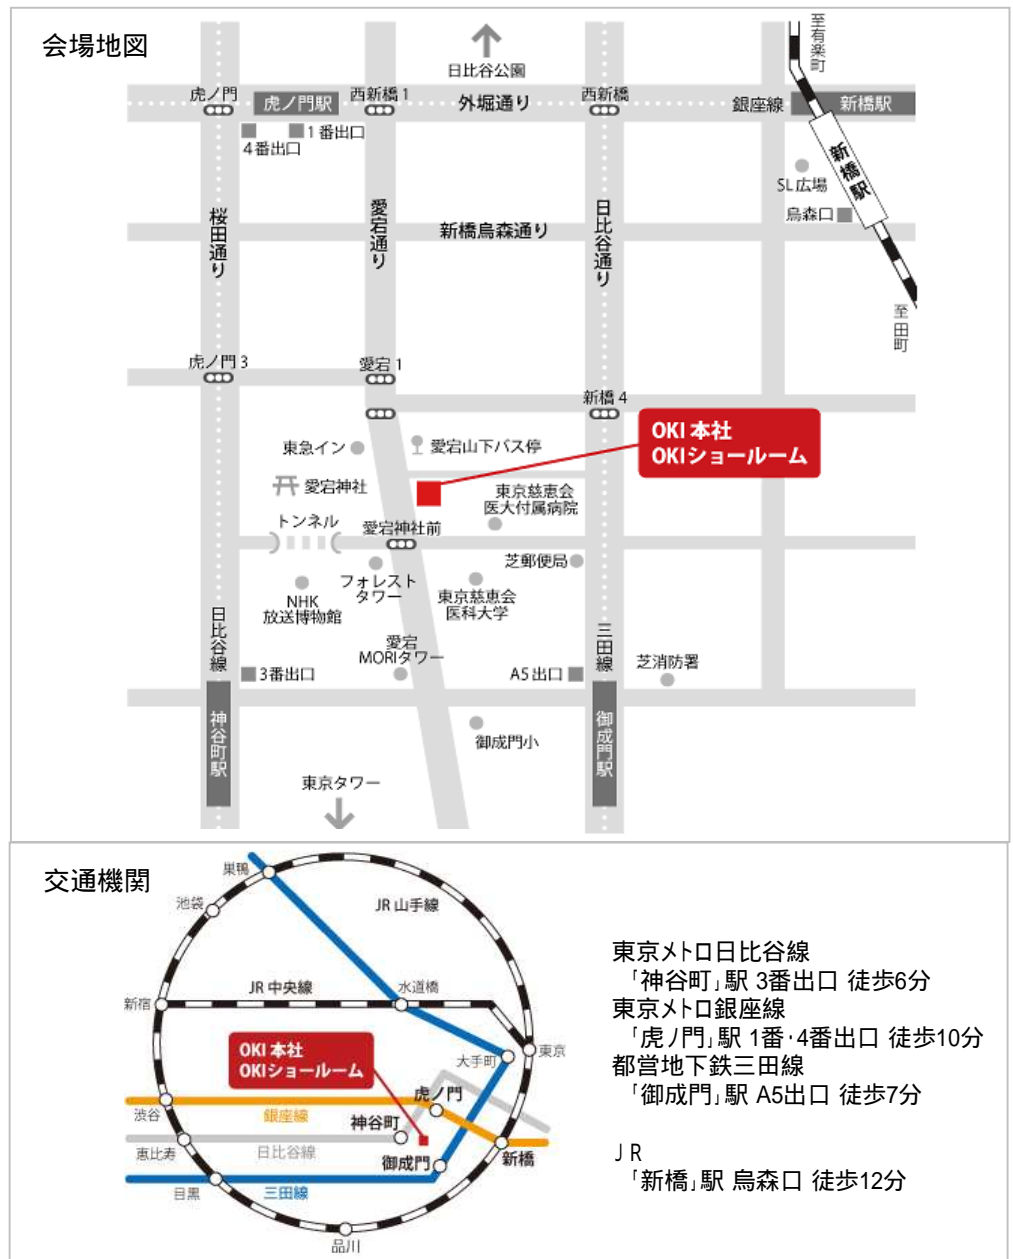 会場地図
至有楽町
日比谷公園
虎ノ門
虎ノ門駅
西新橋 1
外堀通り
西新橋
銀座線
新橋駅
1番出口
4番出口
新橋駅
SL広場
烏森口
桜田通り
愛宕通り
新橋烏森通り
日比谷通り
至田町
虎ノ門 3
愛宕 1
新橋 4
OKI 本社
OKIショールーム
東急イン
愛宕山下バス停
愛宕神社
東京慈恵会
医大付属病院
トンネル
愛宕神社前
芝郵便局
フォレスト
タワー
NHK
放送博物館
東京慈恵会
医科大学
日比谷線
愛宕
MORIタワー
三田線
3番出口
A5出口
芝消防署
神谷町駅
御成門駅
御成門小
東京タワー
交通機関
巣鴨
池袋
JR 山手線
JR 中央線
水道橋
新宿
OKI 本社
OKIショールーム
大手町
東京
虎ノ門
渋谷
銀座線
神谷町
恵比寿
日比谷線
御成門
新橋
目黒
三田線
品川
東京メトロ日比谷線
「神谷町」駅 3番出口 徒歩6分
東京メトロ銀座線
「虎ノ門」駅 1番・4番出口 徒歩10分
都営地下鉄三田線
「御成門」駅 A5出口 徒歩7分
JR
「新橋」駅 烏森口 徒歩12分